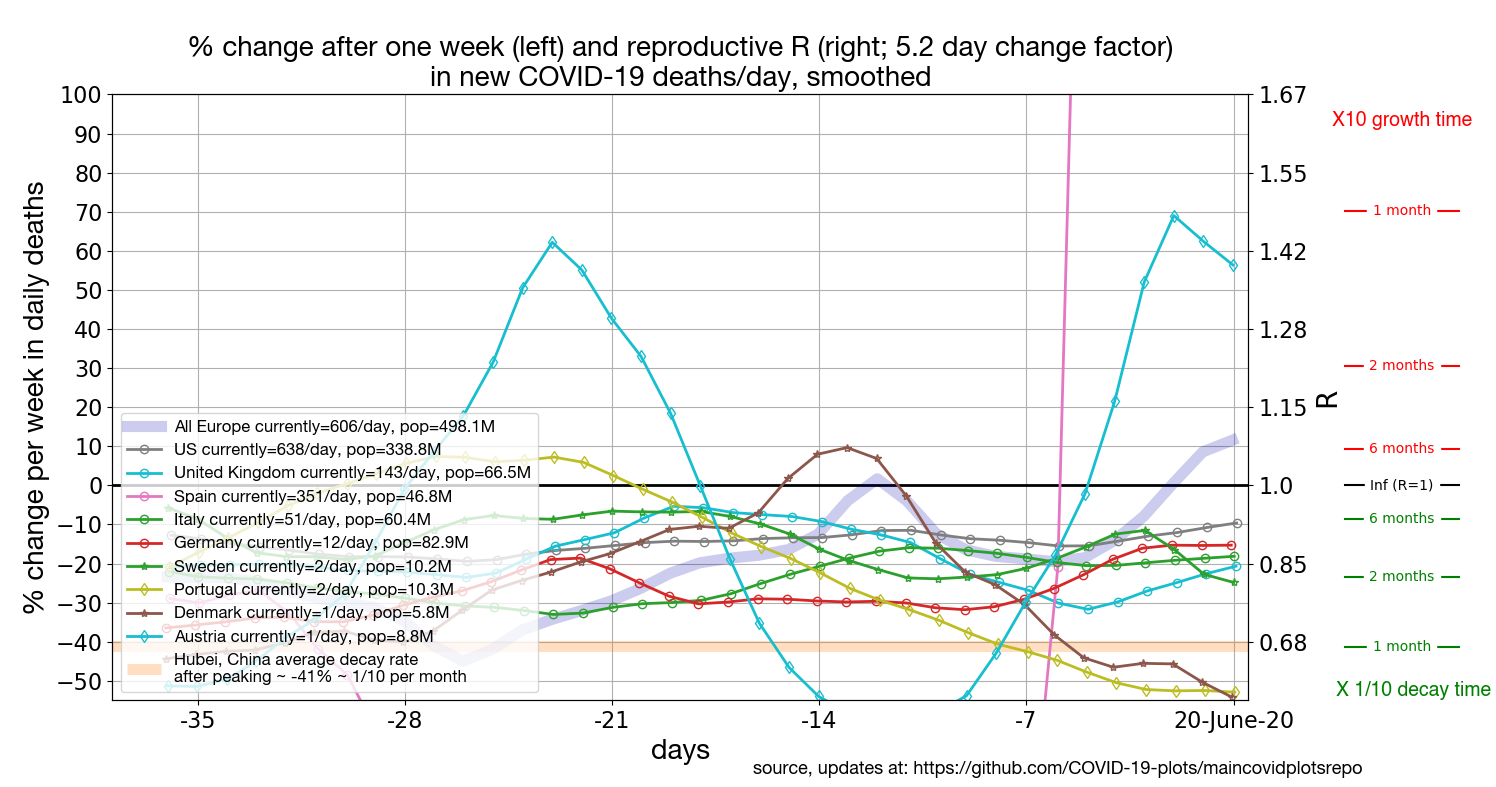 % change after one week (left) and reproductive R (right; 5.2 day change factor)
in new COVID-19 deaths/day, smoothed
% change per week in daily deaths
100
90
80
70
60
50
40
30
20
10
0
−10
−20
−30
−40
−50
All Europe currently=606/day, pop=498.1M
US currently=638/day, pop=338.8M
United Kingdom currently=143/day, pop=66.5M
Spain currently=351/day, pop=46.8M
Italy currently=51/day, pop=60.4M
Germany currently=12/day, pop=82.9M
Sweden currently=2/day, pop=10.2M
Portugal currently=2/day, pop=10.3M
Denmark currently=1/day, pop=5.8M
Austria currently=1/day, pop=8.8M
Hubei, China average decay rate
after peaking ~ -41% ~ 1/10 per month
-35
-28
-21
-14
-7
20-June-20
days
1.67
1.55
1.42
1.28
1.15
1.0
0.85
0.68
R
X10 growth time
1 month
2 months
6 months
Inf (R=1)
6 months
2 months
1 month
X 1/10 decay time
source, updates at: https://github.com/COVID-19-plots/maincovidplotsrepo